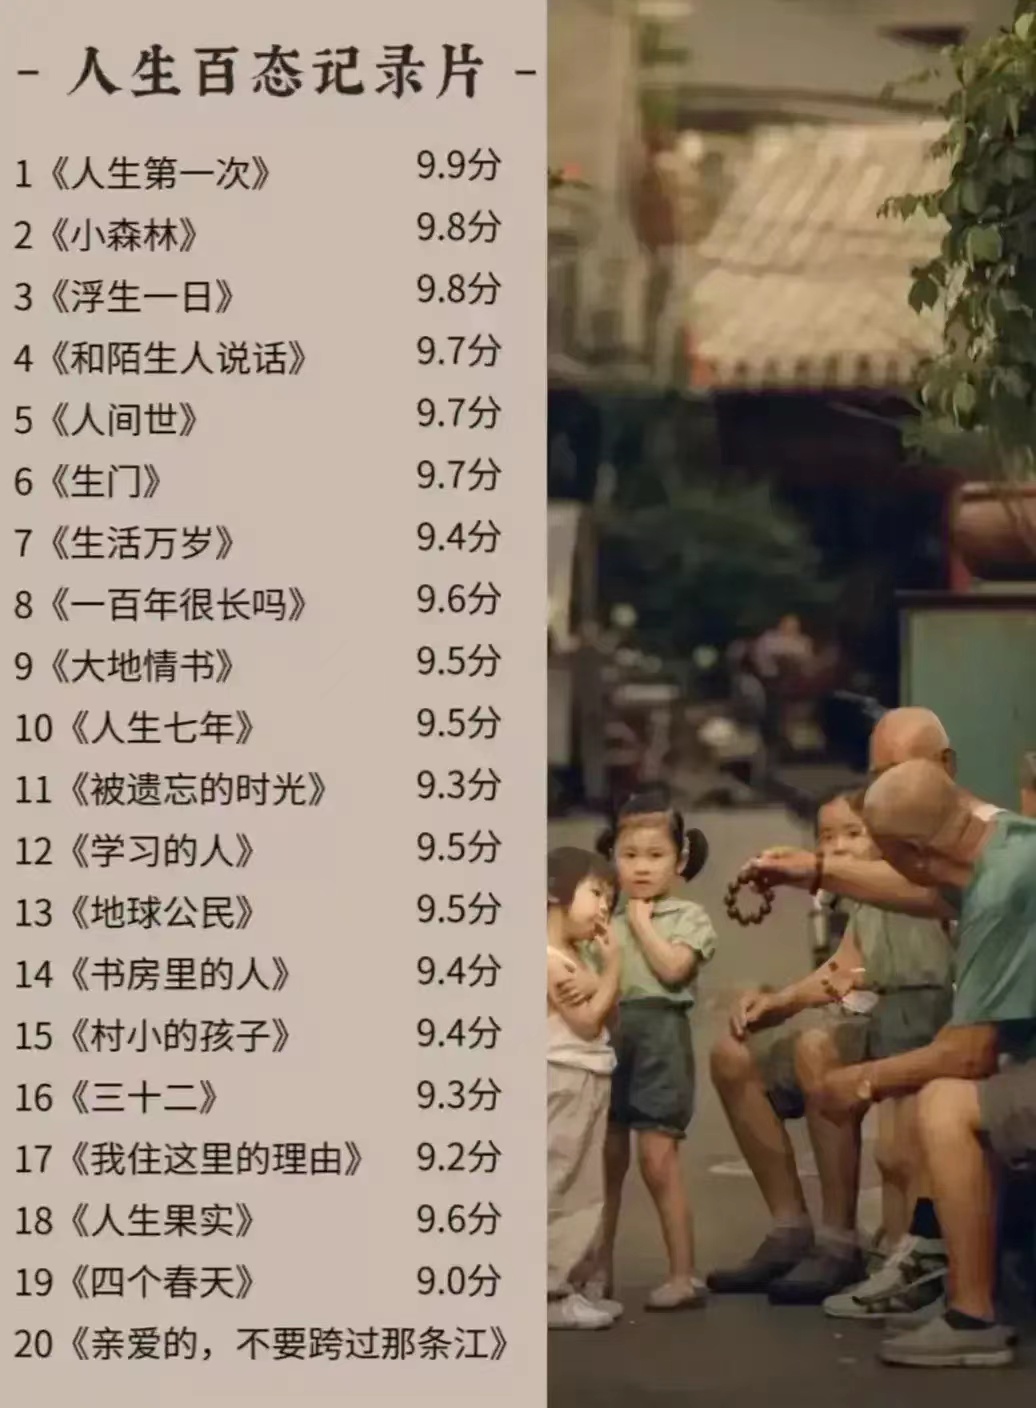 - 人生百态记录片 -
1《人生第一次》 9.9分
2《小森林》 9.8分
3《浮生一日》 9.8分
4《和陌生人说话》 9.7分
5《人间世》 9.7分
6《生门》 9.7分
7《生活万岁》 9.4分
8《一百年很长吗》 9.6分
9《大地情书》 9.5分
10《人生七年》 9.5分
11《被遗忘的时光》 9.3分
12《学习的人》 9.5分
13《地球公民》 9.5分
14《书房里的人》 9.4分
15《村小的孩子》 9.4分
16《三十二》 9.3分
17《我住这里的理由》 9.2分
18《人生果实》 9.6分
19《四个春天》 9.0分
20《亲爱的，不要跨过那条江》